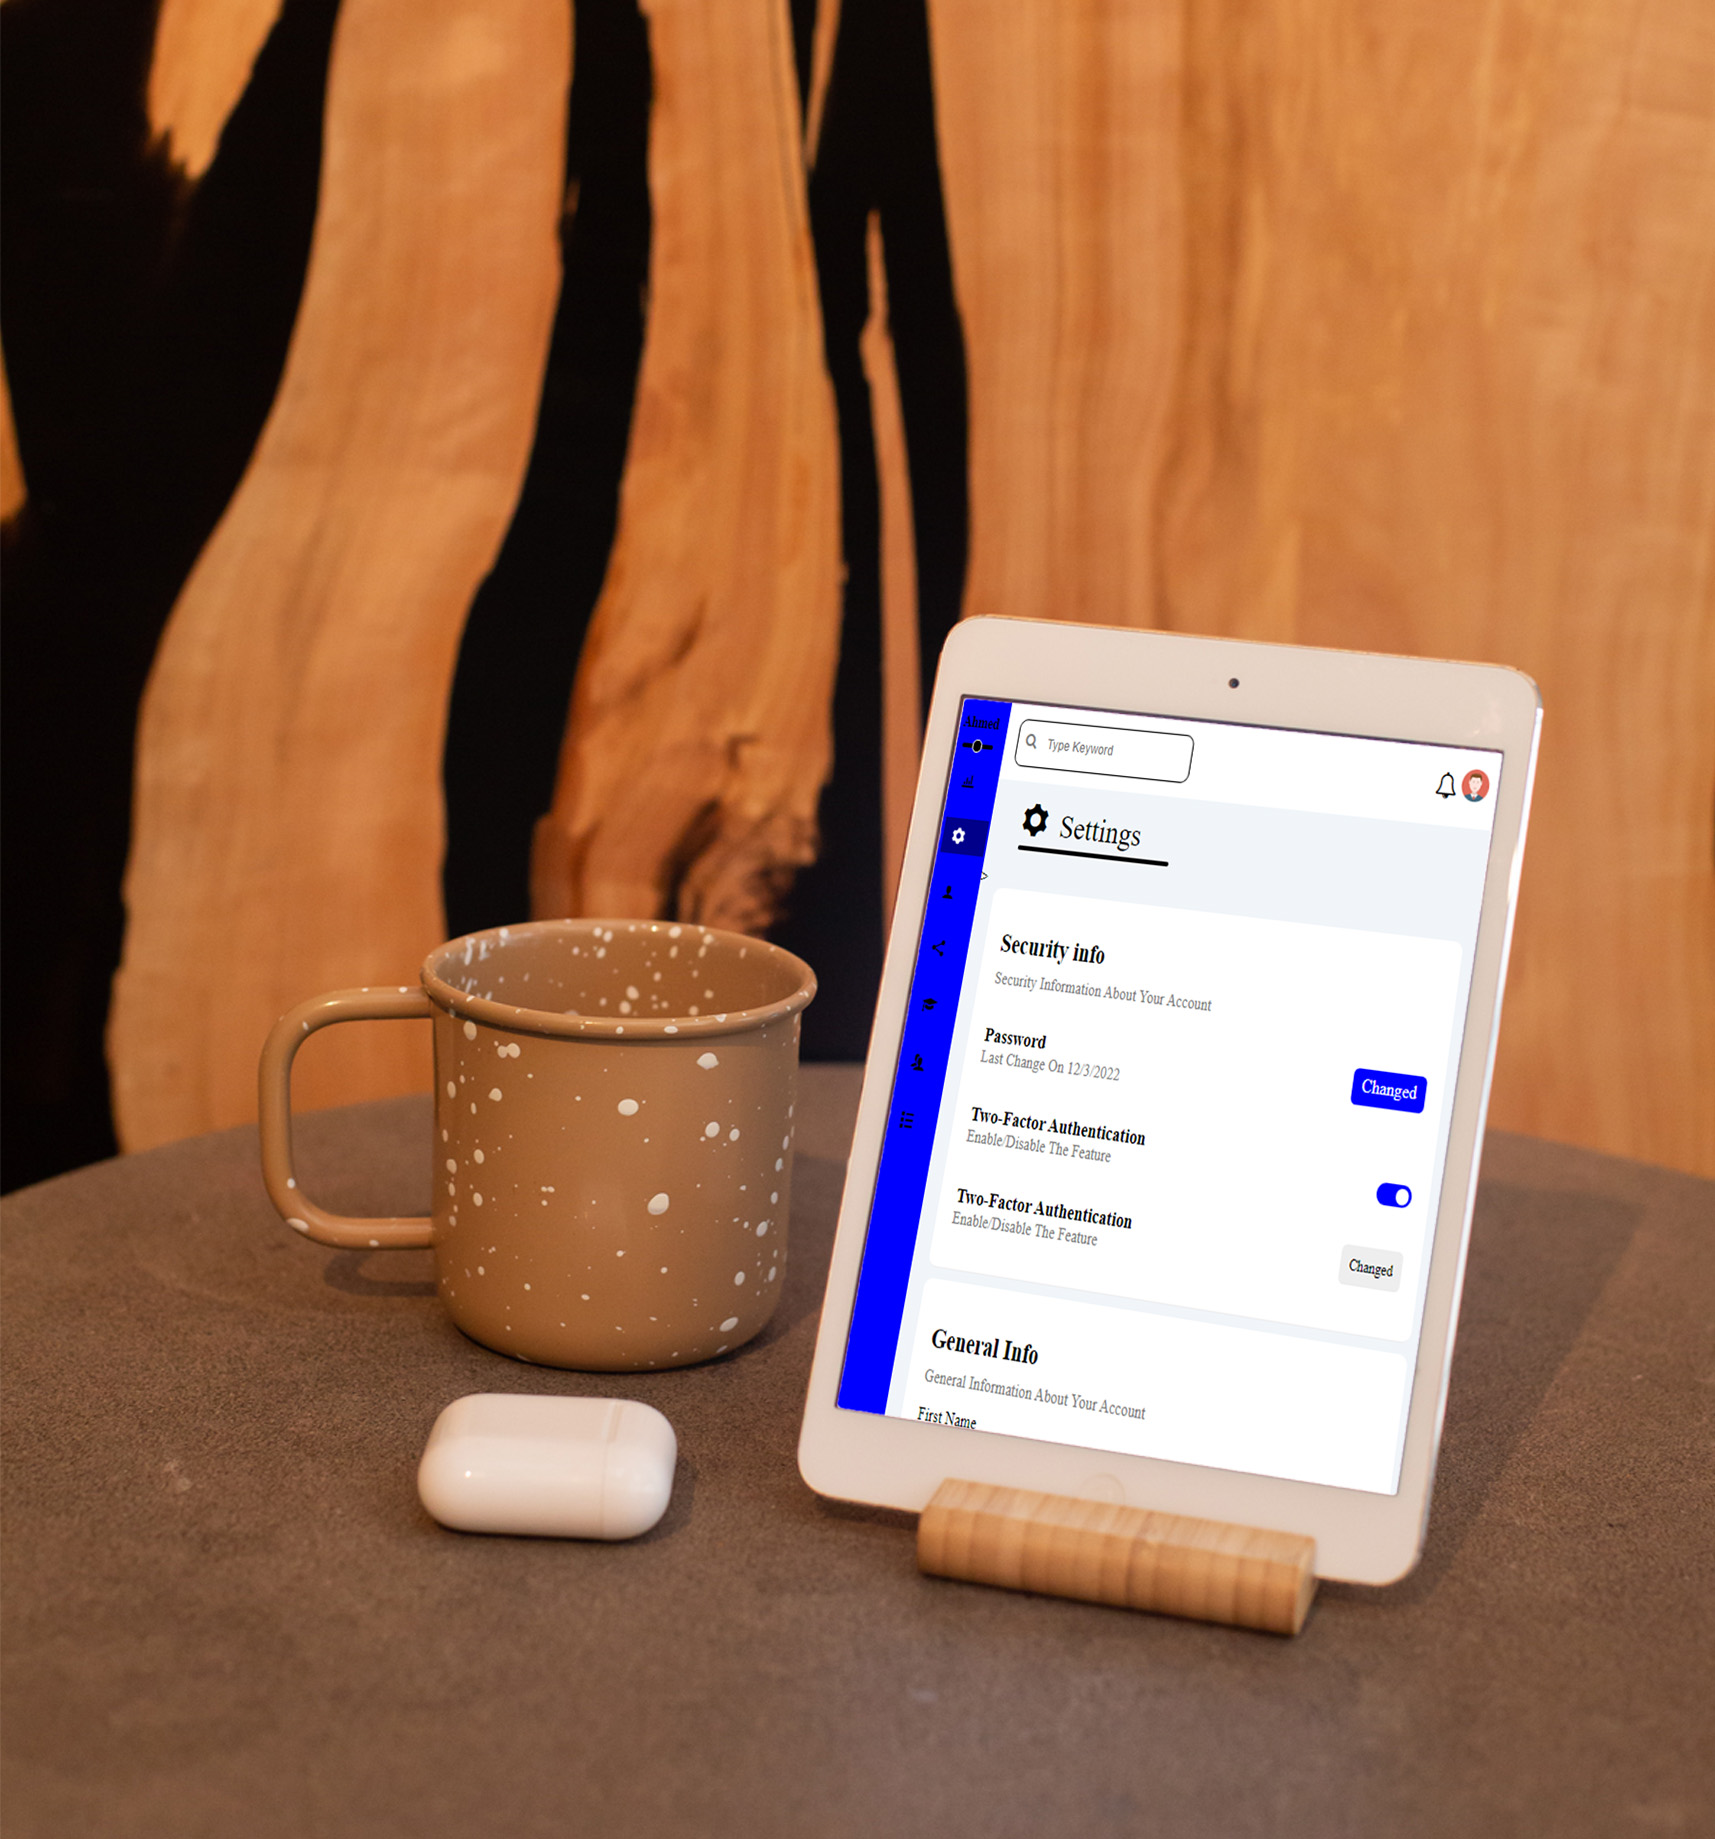 Ahmed
Type Keyword
Settings
Security info
Security Information About Your Account
Password
Last Change On 12/3/2022
Changed
Two-Factor Authentication
Enable/Disable The Feature
Two-Factor Authentication
Enable/Disable The Feature
Changed
General Info
General Information About Your Account
First Name